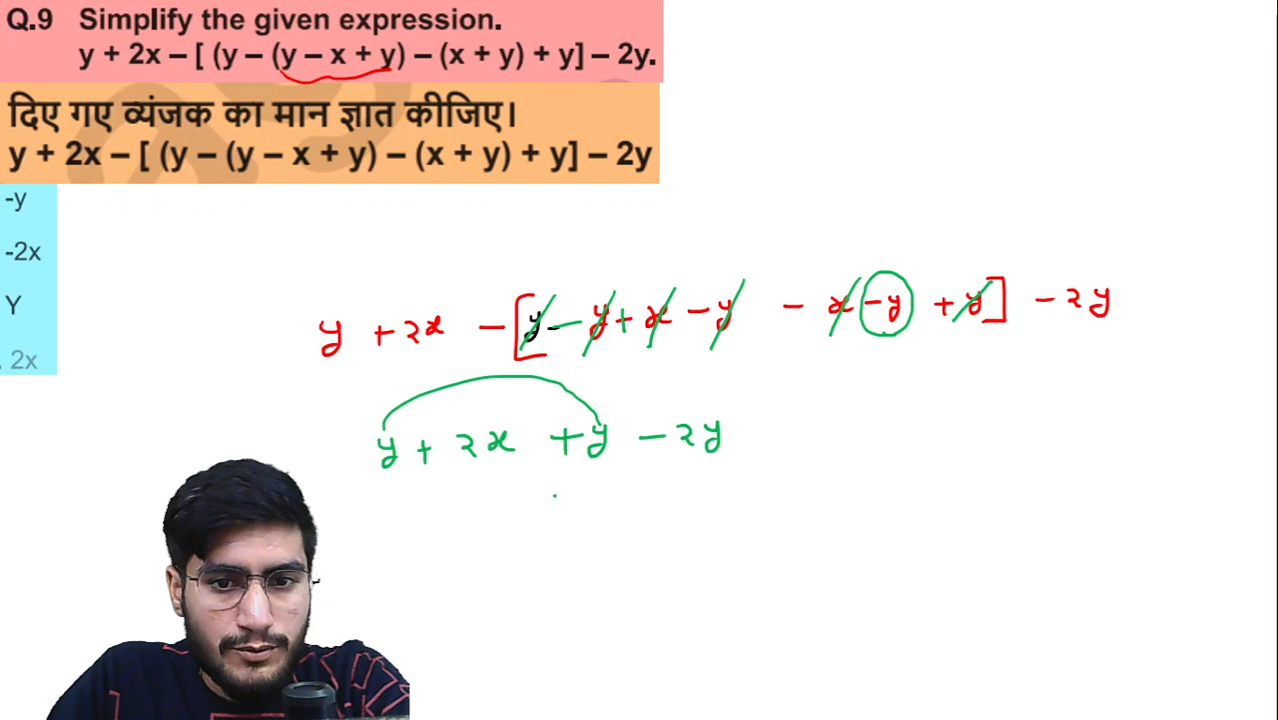 Q.9 Simplify the given expression.
y + 2x – [ (y – (y – x + y) – (x + y) + y] – 2y.
दिए गए व्यंजक का मान ज्ञात कीजिए।
y + 2x – [ (y – (y – x + y) – (x + y) + y] – 2y
-y
-2x
Y
2x
y + 2x – [y – y + x – y – x – y + y] – 2y
y + 2x + y – 2y